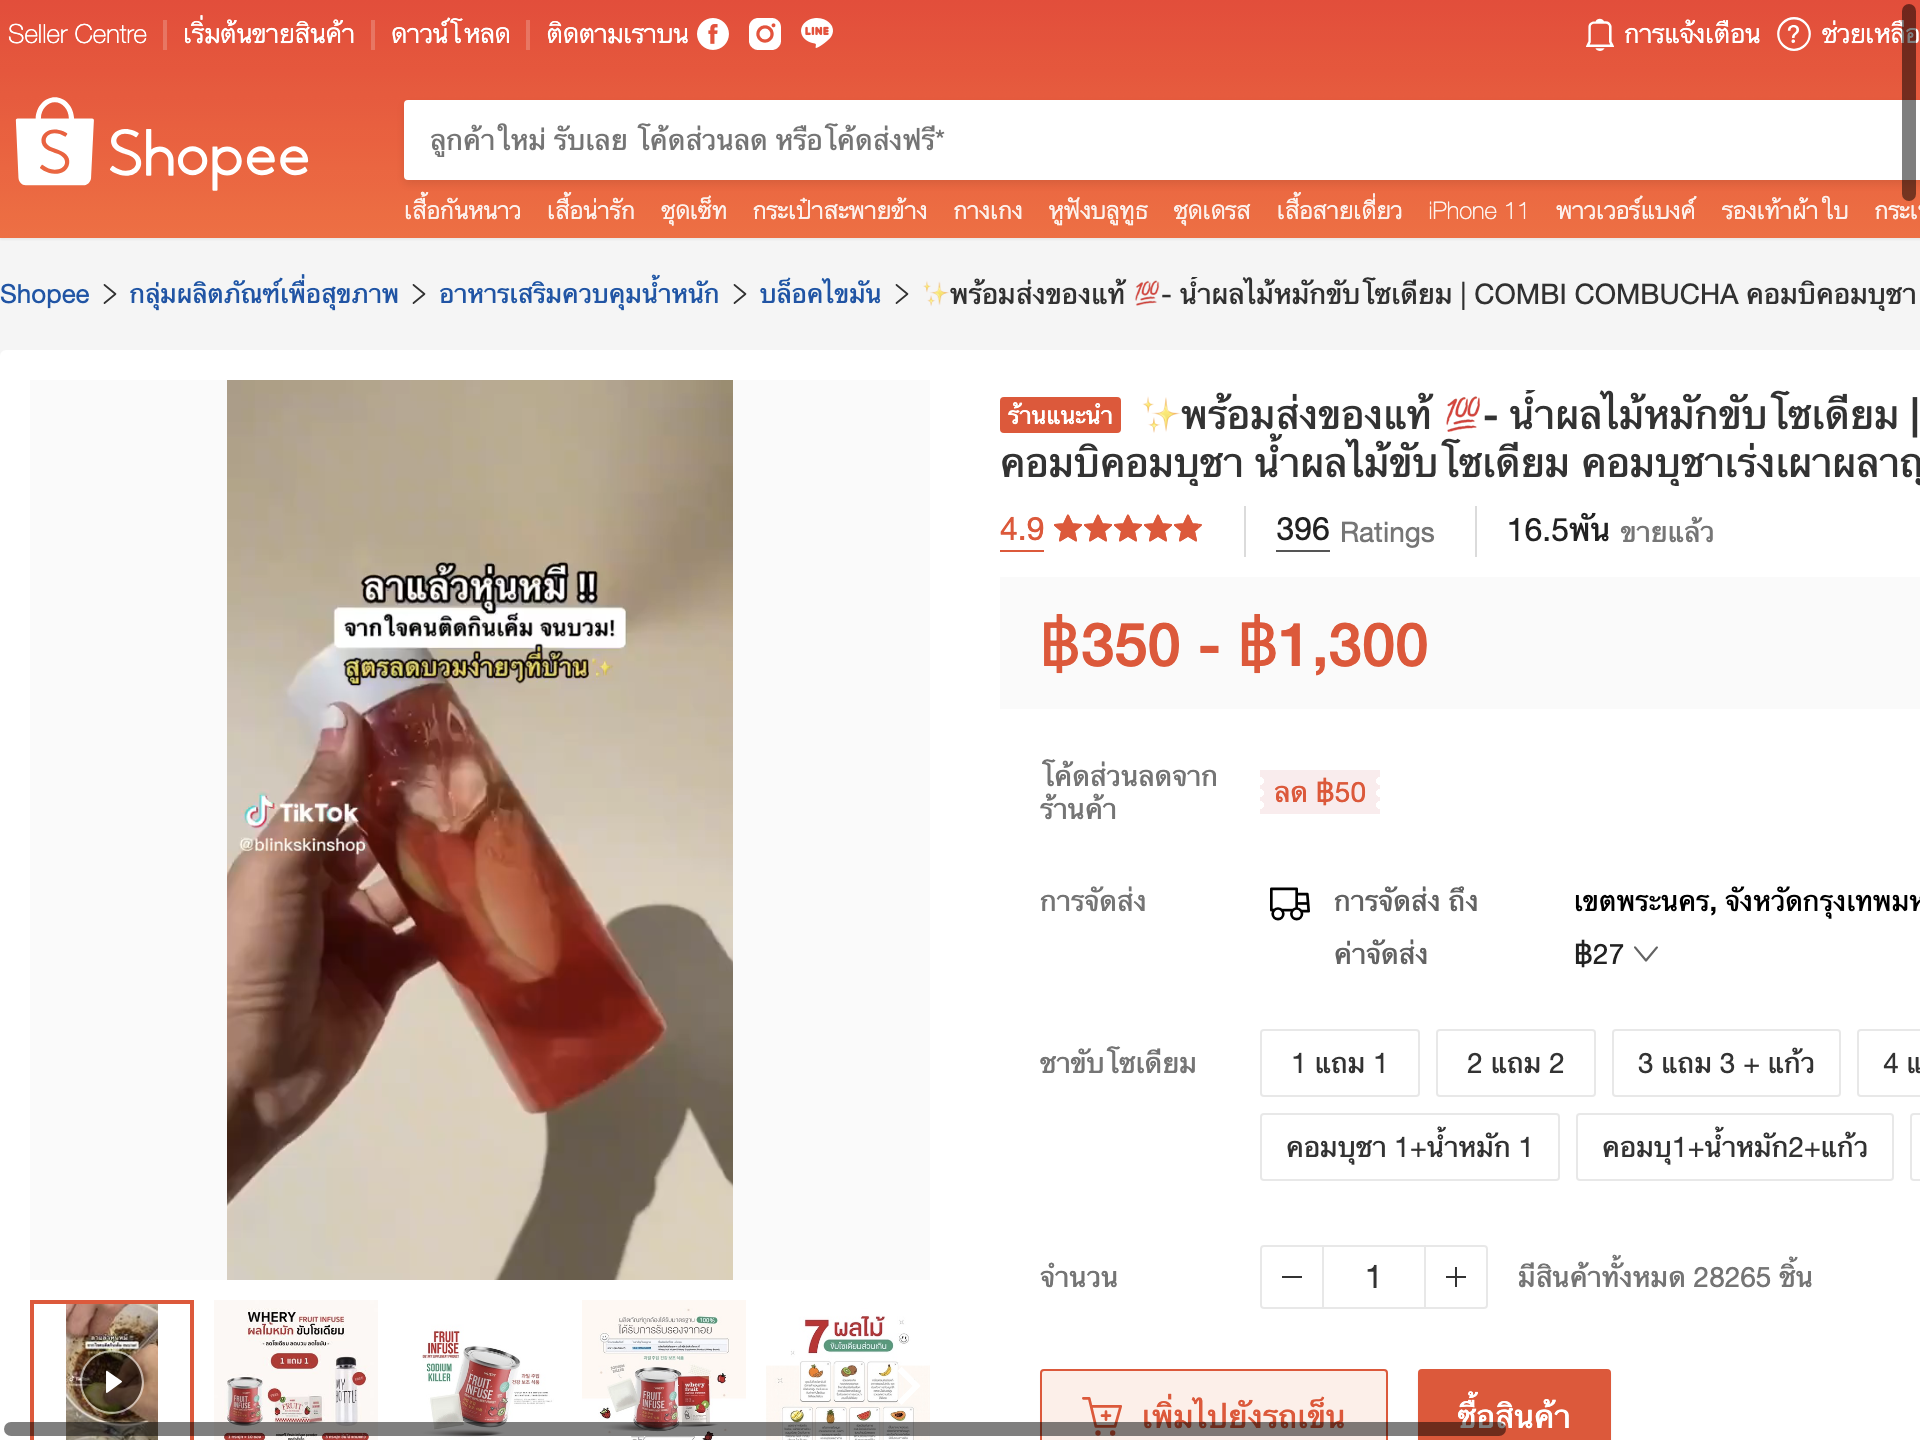 Seller Centre
เริ่มต้นขายสินค้า
ดาวน์โหลด
ติดตามเราบน
LINE
การแจ้งเตือน
Shopee
ลูกค้าใหม่ รับเลย โค้ดส่วนลด หรือโค้ดส่งฟรี*
เสื้อกันหนาว เสื้อน่ารัก ชุดเซ็ท กระเป๋าสะพายข้าง กางเกง หูฟังบลูทูธ ชุดเดรส เสื้อสายเดี่ยว iPhone 11 พาวเวอร์แบงค์ รองเท้าผ้าใบ
Shopee > กลุ่มผลิตภัณฑ์เพื่อสุขภาพ > อาหารเสริมควบคุมน้ำหนัก > บล็อคไขมัน > ✨พร้อมส่งของแท้ 💯- น้ำผลไม้หมักขับโซเดียม | COMBI COMBUCHA คอมบิคอมบุชา
ร้านแนะนำ ✨พร้อมส่งของแท้ 💯- น้ำผลไม้หมักขับโซเดียม |
คอมบิคอมบุชา น้ำผลไม้ขับโซเดียม คอมบุชาเร่งเผาผลาญ
4.9
396 Ratings
16.5พัน ขายแล้ว
฿350 - ฿1,300
โค้ดส่วนลดจาก
ร้านค้า
ลด ฿50
การจัดส่ง
การจัดส่ง ถึง
เขตพระนคร,
ค่าจัดส่ง
฿27
ชาขับโซเดียม
1 แถม 1
2 แถม 2
3 แถม 3 + แก้ว
คอมบุชา 1+น้ำหมัก 1
คอมบุ1+น้ำหมัก2+แก้ว
จำนวน
1
มีสินค้าทั้งหมด 28265 ชิ้น
เพิ่มไปยังรถเข็น
ซื้อสินค้า
ลาแล้วหุ่นหมี !!
จากใจคนติดกินเค็ม จนบวม!
สูตรลดบวมง่ายๆที่บ้าน✨
TikTok
@blinkskinshop
WHERY FRUIT INFUSE
ผลไม้หมัก ขับโซเดียม
1 แถม 1
FRUIT
INFUSE
SODIUM
KILLER
ได้รับการรับรองจากอย
7 ผลไม้
ขับโซเดียมส่วนเกิน